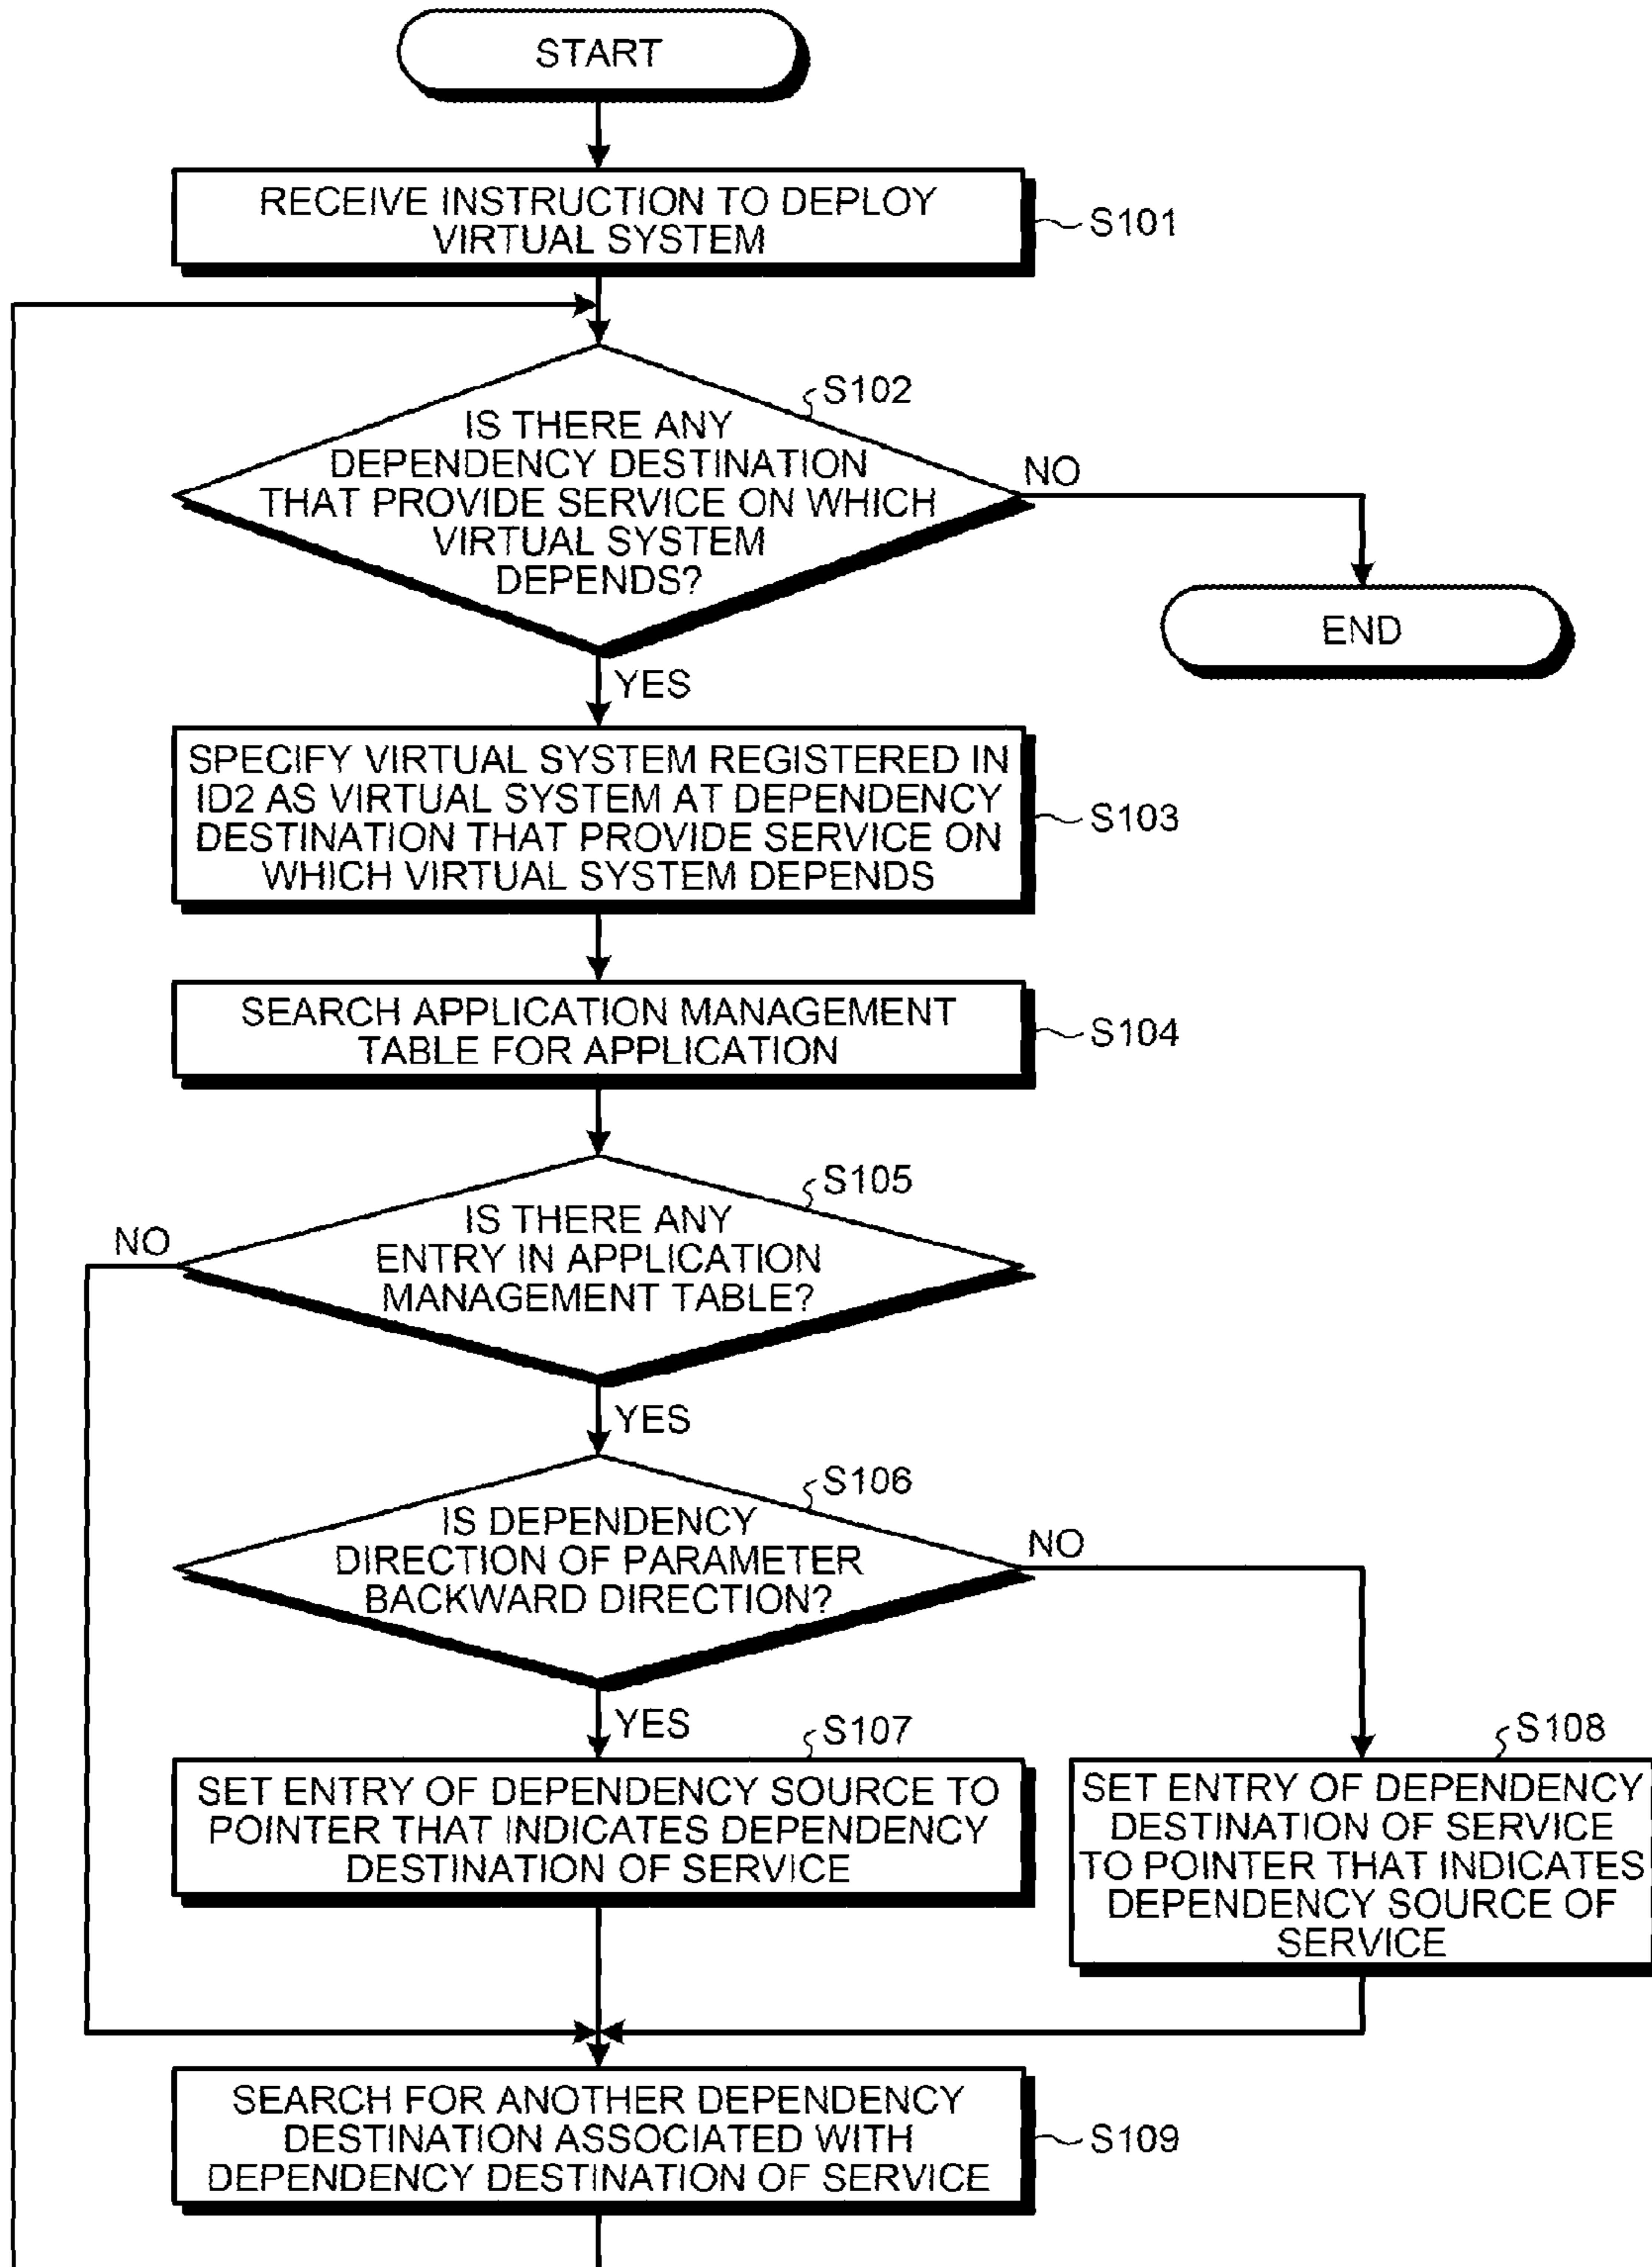 START
RECEIVE INSTRUCTION TO DEPLOY
VIRTUAL SYSTEM
S101
S102
IS THERE ANY
DEPENDENCY DESTINATION
THAT PROVIDE SERVICE ON WHICH
VIRTUAL SYSTEM
DEPENDS?
NO
END
YES
SPECIFY VIRTUAL SYSTEM REGISTERED IN
ID2 AS VIRTUAL SYSTEM AT DEPENDENCY
DESTINATION THAT PROVIDE SERVICE ON
WHICH VIRTUAL SYSTEM DEPENDS
S103
SEARCH APPLICATION MANAGEMENT
TABLE FOR APPLICATION
S104
S105
IS THERE ANY
ENTRY IN APPLICATION
MANAGEMENT TABLE?
NO
YES
S106
IS DEPENDENCY
DIRECTION OF PARAMETER
BACKWARD DIRECTION?
NO
YES
S107
SET ENTRY OF DEPENDENCY SOURCE TO
POINTER THAT INDICATES DEPENDENCY
DESTINATION OF SERVICE
S108
SET ENTRY OF DEPENDENCY
DESTINATION OF SERVICE
TO POINTER THAT INDICATES
DEPENDENCY SOURCE OF
SERVICE
SEARCH FOR ANOTHER DEPENDENCY
DESTINATION ASSOCIATED WITH
DEPENDENCY DESTINATION OF SERVICE
S109